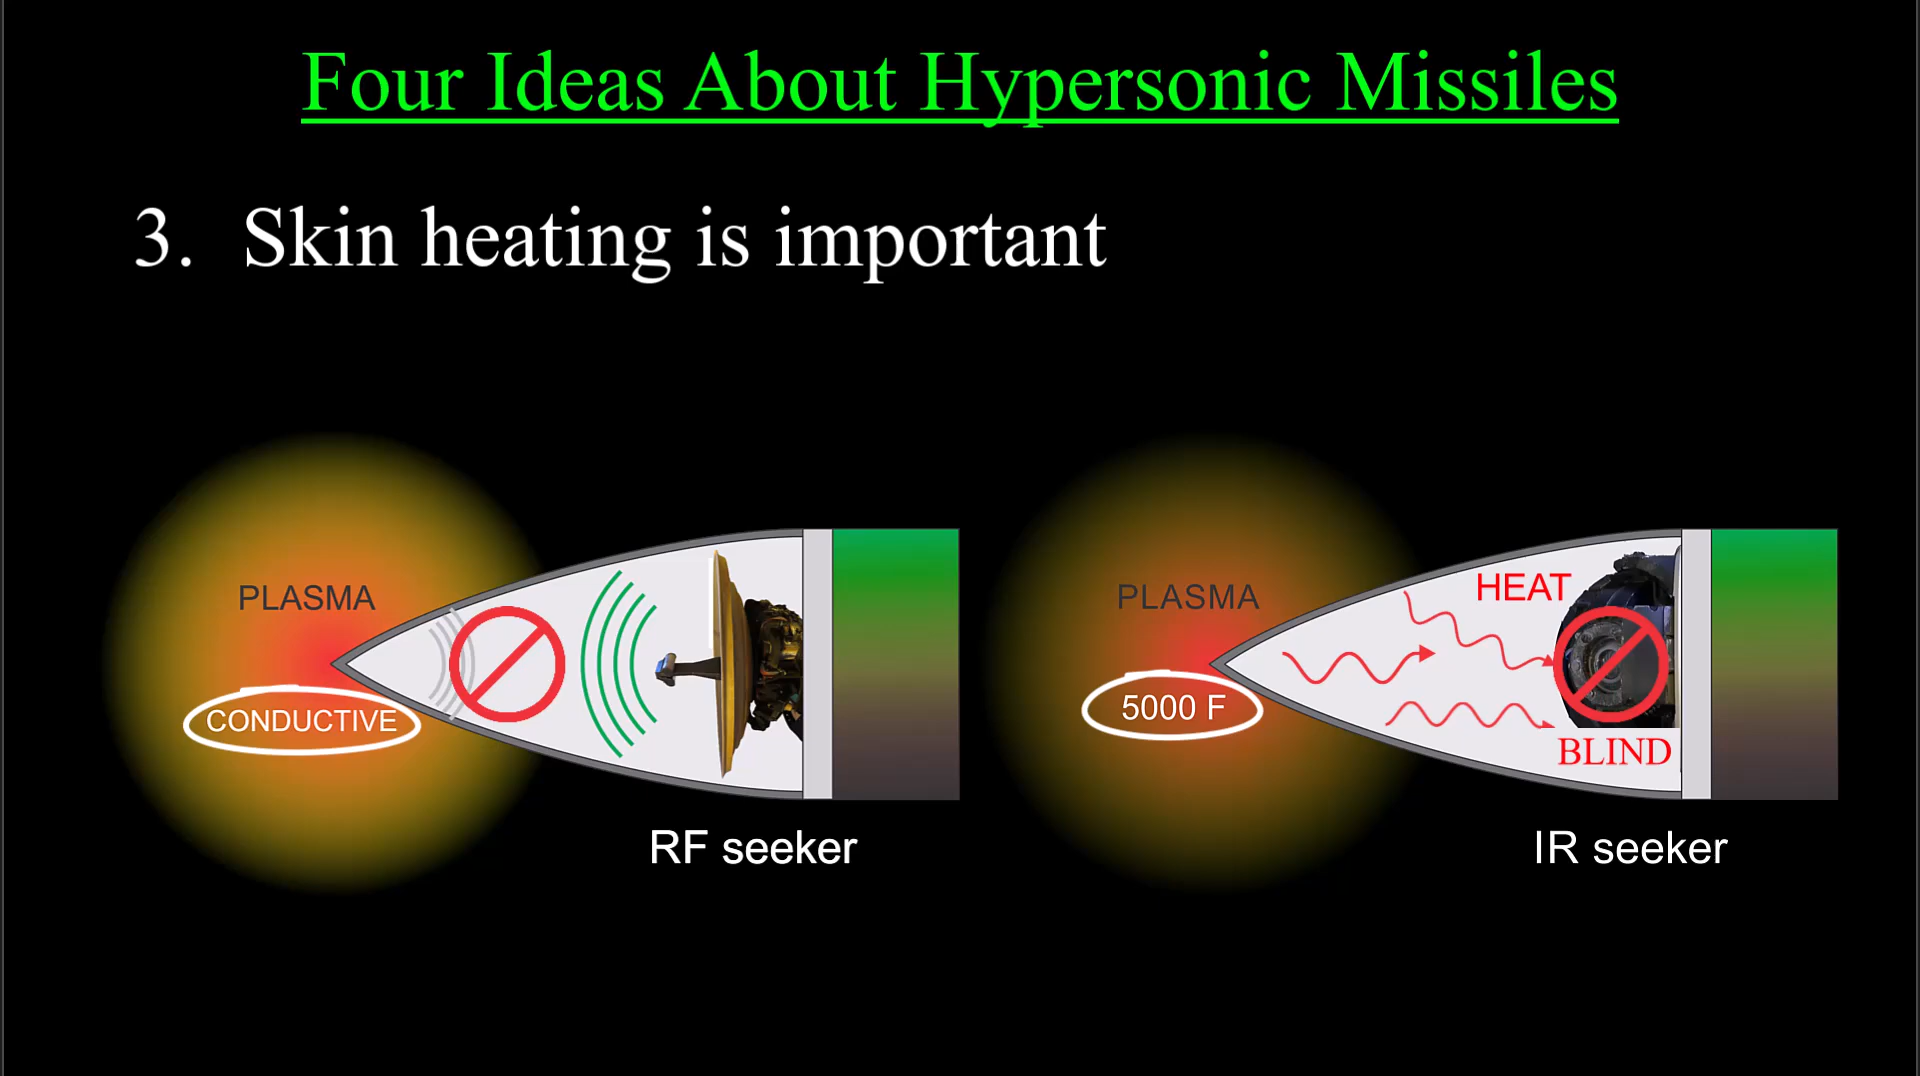 Four Ideas About Hypersonic Missiles
3. Skin heating is important
PLASMA
CONDUCTIVE
RF seeker
PLASMA
5000 F
HEAT
BLIND
IR seeker